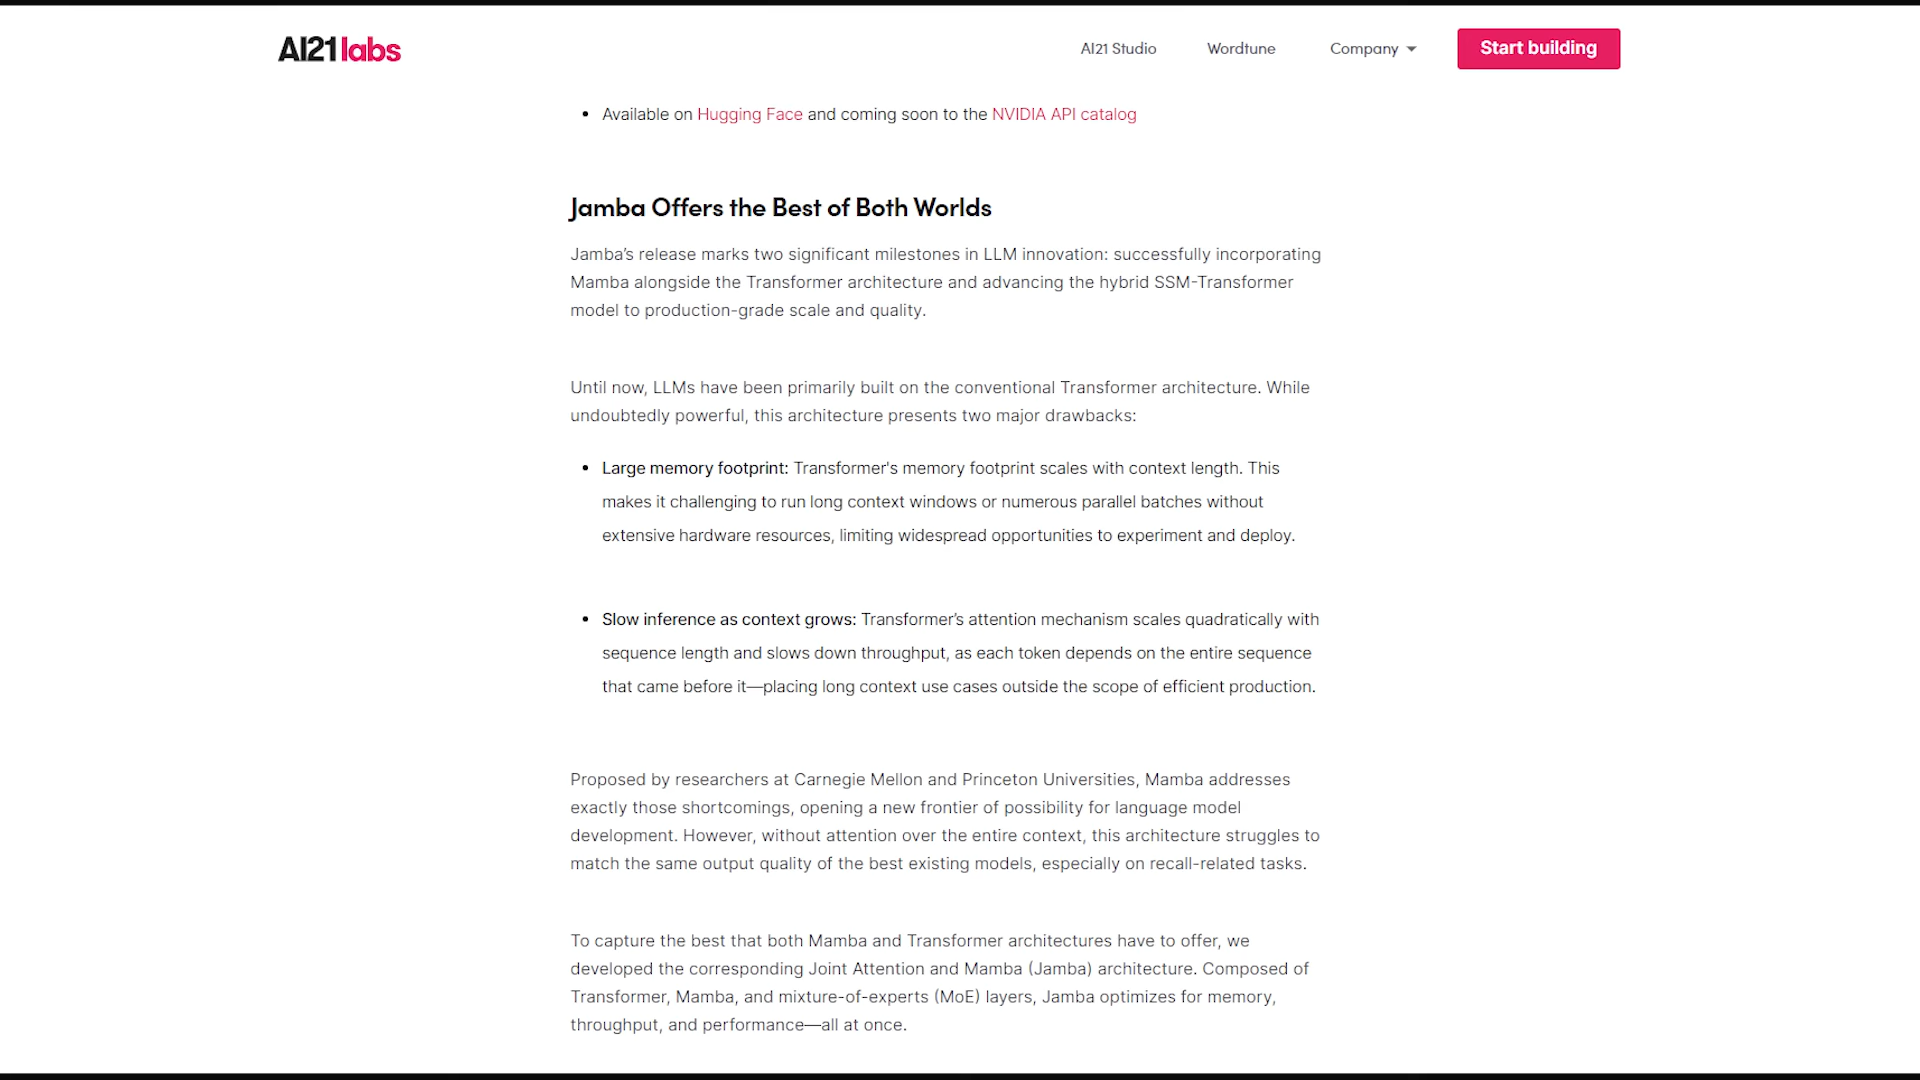 AI21labs
AI21 Studio
Wordtune
Company
Start building
Available on Hugging Face and coming soon to the NVIDIA API catalog
Jamba Offers the Best of Both Worlds
Jamba’s release marks two significant milestones in LLM innovation: successfully incorporating
Mamba alongside the Transformer architecture and advancing the hybrid SSM-Transformer
model to production-grade scale and quality.
Until now, LLMs have been primarily built on the conventional Transformer architecture. While
undoubtedly powerful, this architecture presents two major drawbacks:
Large memory footprint: Transformer's memory footprint scales with context length. This
makes it challenging to run long context windows or numerous parallel batches without
extensive hardware resources, limiting widespread opportunities to experiment and deploy.
Slow inference as context grows: Transformer’s attention mechanism scales quadratically with
sequence length and slows down throughput, as each token depends on the entire sequence
that came before it—placing long context use cases outside the scope of efficient production.
Proposed by researchers at Carnegie Mellon and Princeton Universities, Mamba addresses
exactly those shortcomings, opening a new frontier of possibility for language model
development. However, without attention over the entire context, this architecture struggles to
match the same output quality of the best existing models, especially on recall-related tasks.
To capture the best that both Mamba and Transformer architectures have to offer, we
developed the corresponding Joint Attention and Mamba (Jamba) architecture. Composed of
Transformer, Mamba, and mixture-of-experts (MoE) layers, Jamba optimizes for memory,
throughput, and performance—all at once.